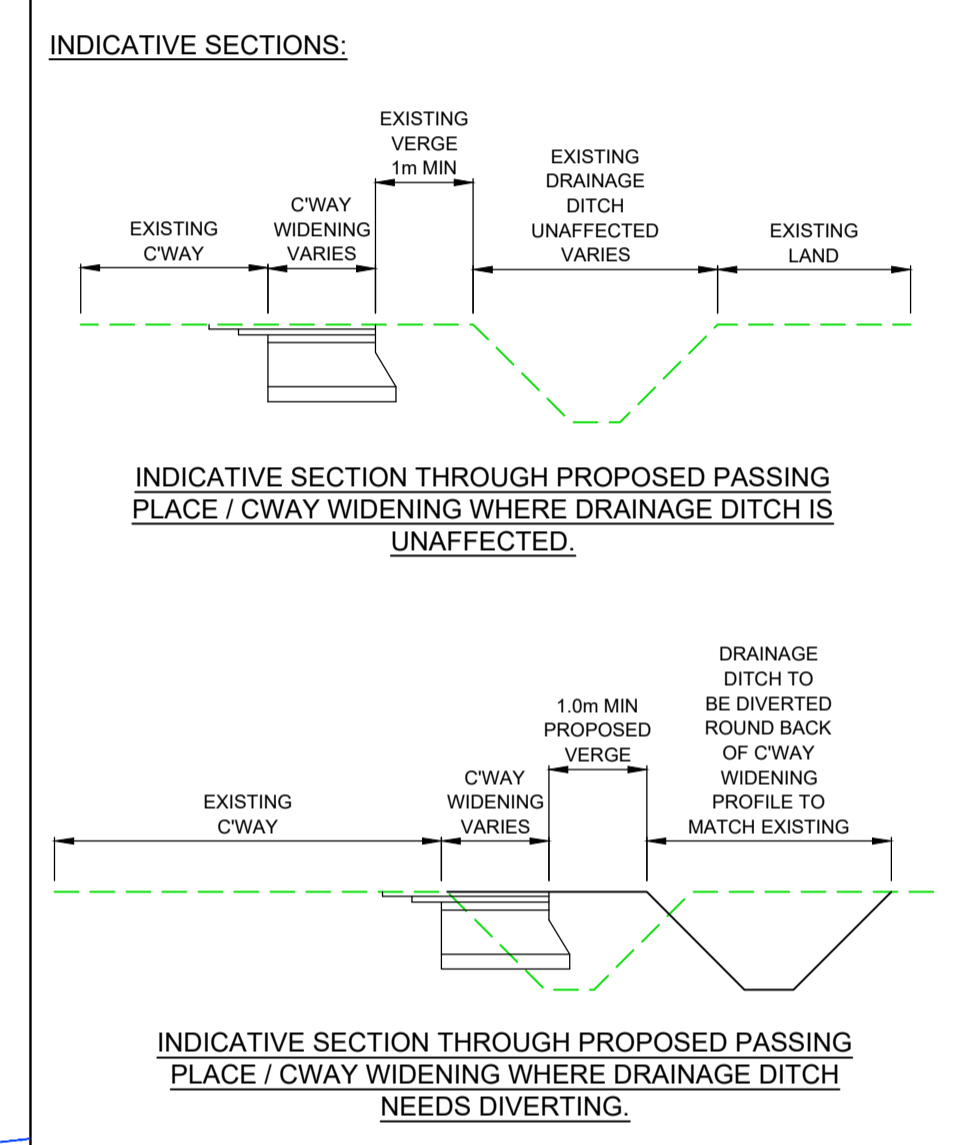 INDICATIVE SECTIONS:
EXISTING
VERGE
1m MIN
EXISTING
DRAINAGE
DITCH
UNAFFECTED
VARIES
C'WAY
WIDENING
VARIES
EXISTING
C'WAY
EXISTING
LAND
INDICATIVE SECTION THROUGH PROPOSED PASSING
PLACE / CWAY WIDENING WHERE DRAINAGE DITCH IS
UNAFFECTED.
DRAINAGE
DITCH TO
BE DIVERTED
ROUND BACK
OF C'WAY
WIDENING
PROFILE TO
MATCH EXISTING
1.0m MIN
PROPOSED
VERGE
C'WAY
WIDENING
VARIES
EXISTING
C'WAY
INDICATIVE SECTION THROUGH PROPOSED PASSING
PLACE / CWAY WIDENING WHERE DRAINAGE DITCH
NEEDS DIVERTING.